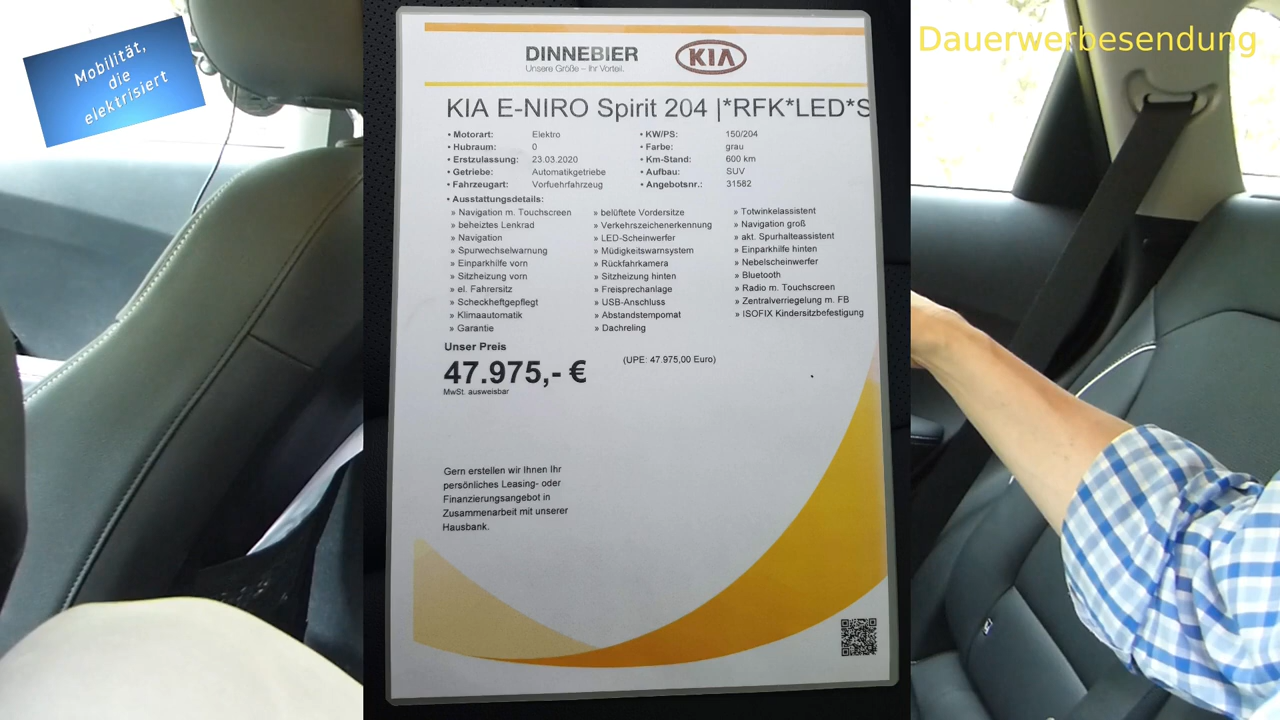 Mobilität,
die
elektrisiert
Dauerwerbesendung
DINNEBIER
Unsere Größe – Ihr Vorteil.
KIA
KIA E-NIRO Spirit 204 |*RFK*LED*S
• Motorart: Elektro
• Hubraum: 0
• Erstzulassung: 23.03.2020
• Getriebe: Automatikgetriebe
• Fahrzeugart: Vorfuehrfahrzeug
• KW/PS: 150/204
• Farbe: grau
• Km-Stand: 600 km
• Aufbau: SUV
• Angebotsnr.: 31582
• Ausstattungsdetails:
» Navigation m. Touchscreen
» beheiztes Lenkrad
» Navigation
» Spurwechselwarnung
» Einparkhilfe vorn
» Sitzheizung vorn
» el. Fahrersitz
» Scheckheftgepflegt
» Klimaautomatik
» Garantie
» belüftete Vordersitze
» Verkehrszeichenerkennung
» LED-Scheinwerfer
» Müdigkeitswarnsystem
» Rückfahrkamera
» Sitzheizung hinten
» Freisprechanlage
» USB-Anschluss
» Abstandstempomat
» Dachreling
» Totwinkelassistent
» Navigation groß
» akt. Spurhalteassistent
» Einparkhilfe hinten
» Nebelscheinwerfer
» Bluetooth
» Radio m. Touchscreen
» Zentralverriegelung m. FB
» ISOFIX Kindersitzbefestigung
Unser Preis
47.975,- € (UPE: 47.975,00 Euro)
MwSt. ausweisbar
Gern erstellen wir Ihnen Ihr
persönliches Leasing- oder
Finanzierungsangebot in
Zusammenarbeit mit unserer
Hausbank.